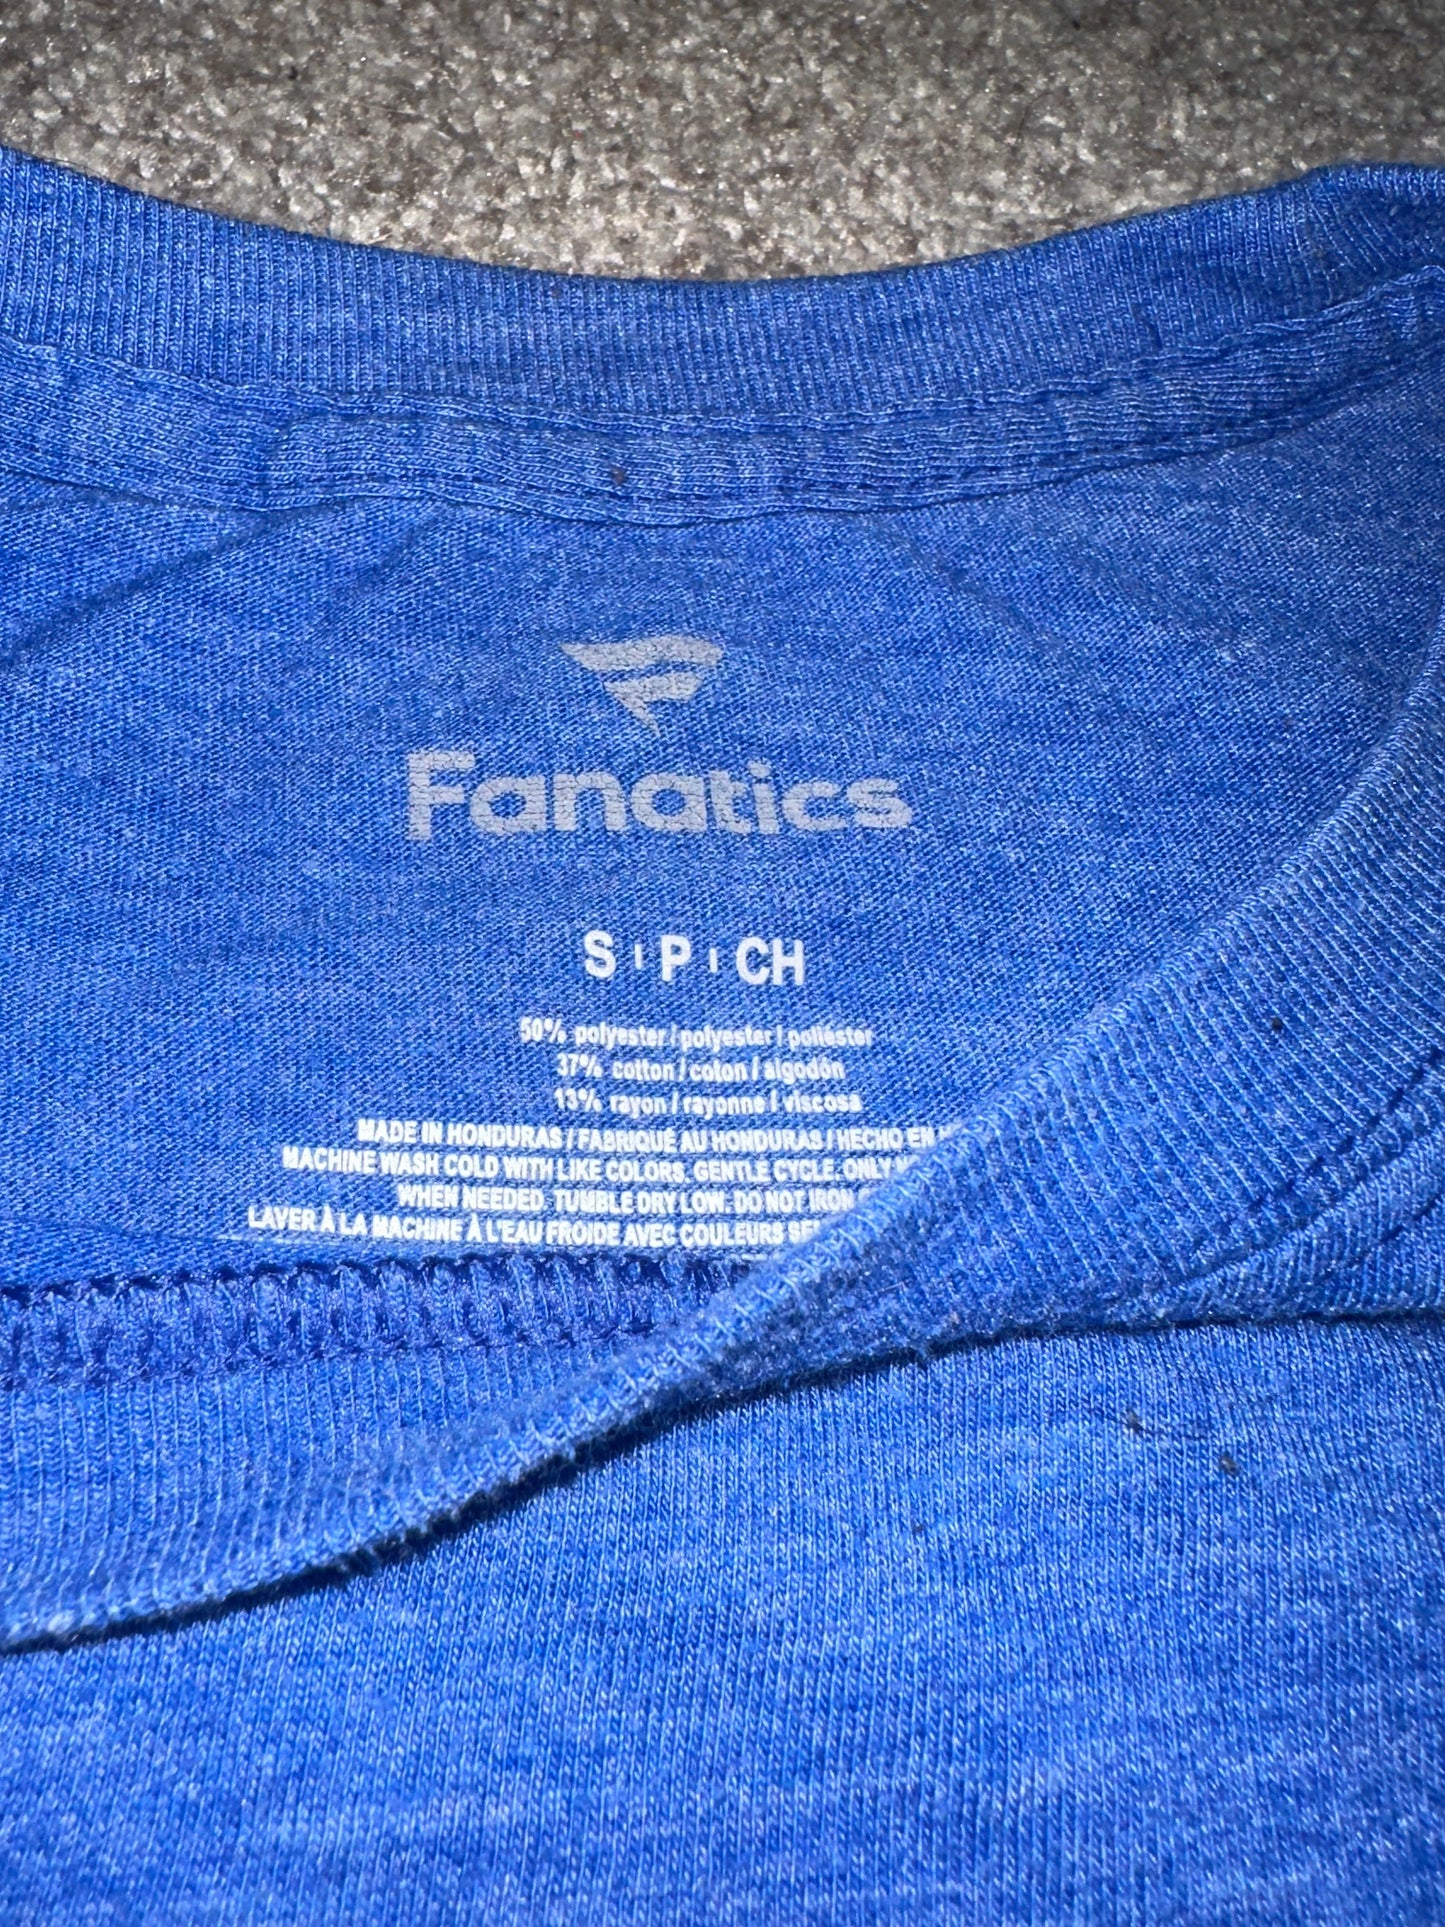 Fanatics
S | P | CH
50% polyester / polyester / poliéster
37% cotton / coton / algodón
13% rayon / rayonne / viscosa
MADE IN HONDURAS / FABRIQUÉ AU HONDURAS / HECHO EN
MACHINE WASH COLD WITH LIKE COLORS, GENTLE CYCLE. ONLY
WHEN NEEDED. TUMBLE DRY LOW. DO NOT IRON
LAVER À LA MACHINE À L'EAU FROIDE AVEC COULEURS